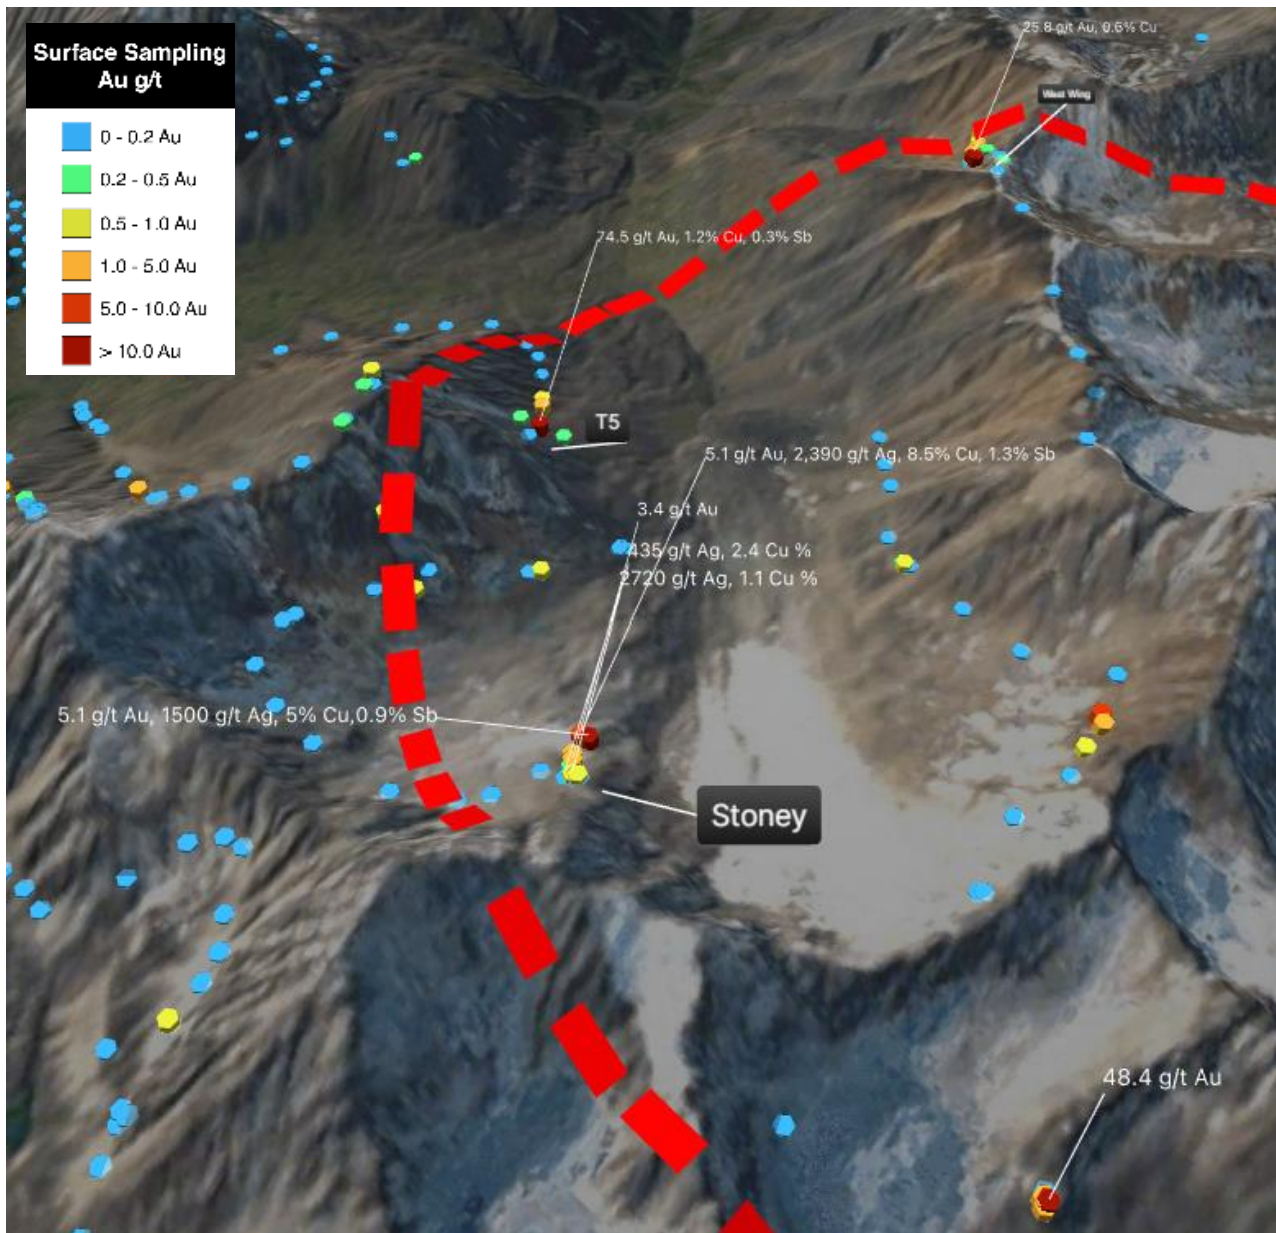 Surface Sampling
Au g/t
0 - 0.2 Au
0.2 - 0.5 Au
0.5 - 1.0 Au
1.0 - 5.0 Au
5.0 - 10.0 Au
> 10.0 Au
25.8 g/t Au, 0.6% Cu
West Wing
74.5 g/t Au, 1.2% Cu, 0.3% Sb
T5
5.1 g/t Au, 2,390 g/t Ag, 8.5% Cu, 1.3% Sb
3.4 g/t Au
435 g/t Ag, 2.4 Cu %
2720 g/t Ag, 1.1 Cu %
5.1 g/t Au, 1500 g/t Ag, 5% Cu,0.9% Sb
Stoney
48.4 g/t Au